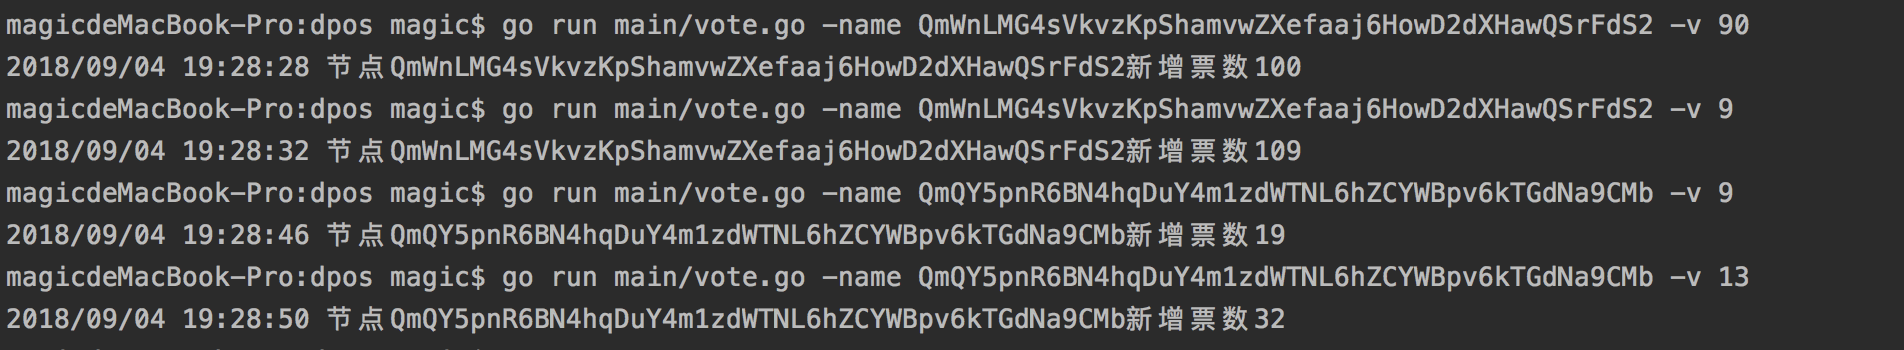 magicdeMacBook-Pro:dpos magic$ go run main/vote.go -name QmWnLMG4sVkvzKpShamvwZXefaaj6HowD2dXHawQSrFdS2 -v 90
2018/09/04 19:28:28 节点QmWnLMG4sVkvzKpShamvwZXefaaj6HowD2dXHawQSrFdS2新增票数100
magicdeMacBook-Pro:dpos magic$ go run main/vote.go -name QmWnLMG4sVkvzKpShamvwZXefaaj6HowD2dXHawQSrFdS2 -v 9
2018/09/04 19:28:32 节点QmWnLMG4sVkvzKpShamvwZXefaaj6HowD2dXHawQSrFdS2新增票数109
magicdeMacBook-Pro:dpos magic$ go run main/vote.go -name QmQY5pnR6BN4hqDuY4m1zdWTNL6hZCYWBpv6kTGdNa9CMb -v 9
2018/09/04 19:28:46 节点QmQY5pnR6BN4hqDuY4m1zdWTNL6hZCYWBpv6kTGdNa9CMb新增票数19
magicdeMacBook-Pro:dpos magic$ go run main/vote.go -name QmQY5pnR6BN4hqDuY4m1zdWTNL6hZCYWBpv6kTGdNa9CMb -v 13
2018/09/04 19:28:50 节点QmQY5pnR6BN4hqDuY4m1zdWTNL6hZCYWBpv6kTGdNa9CMb新增票数32